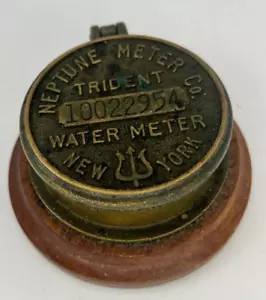 NEPTUNE METER CO.
TRIDENT
10022954
WATER METER
NEW YORK